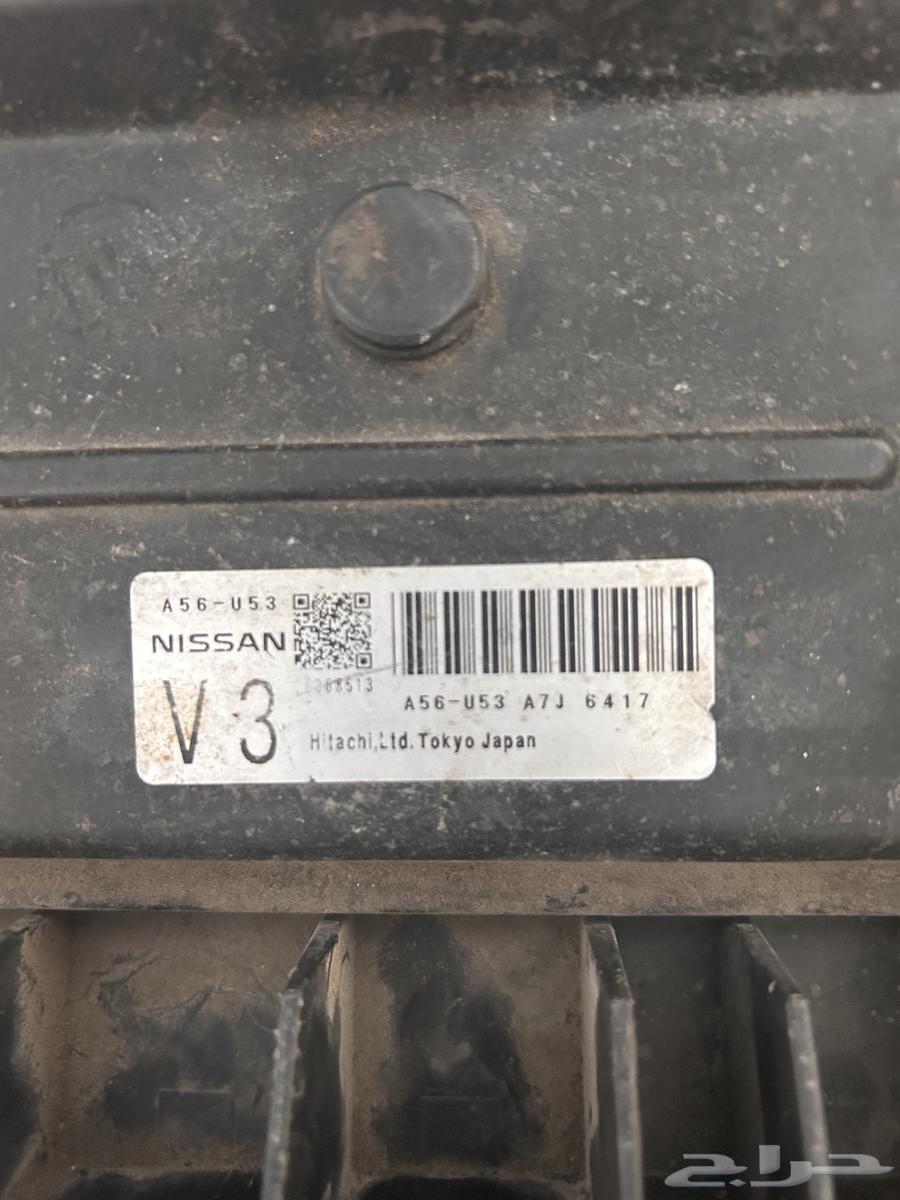 A56-U53
NISSAN
V3
A56-U53 A7J 6417
Hitachi,Ltd. Tokyo Japan
حراج